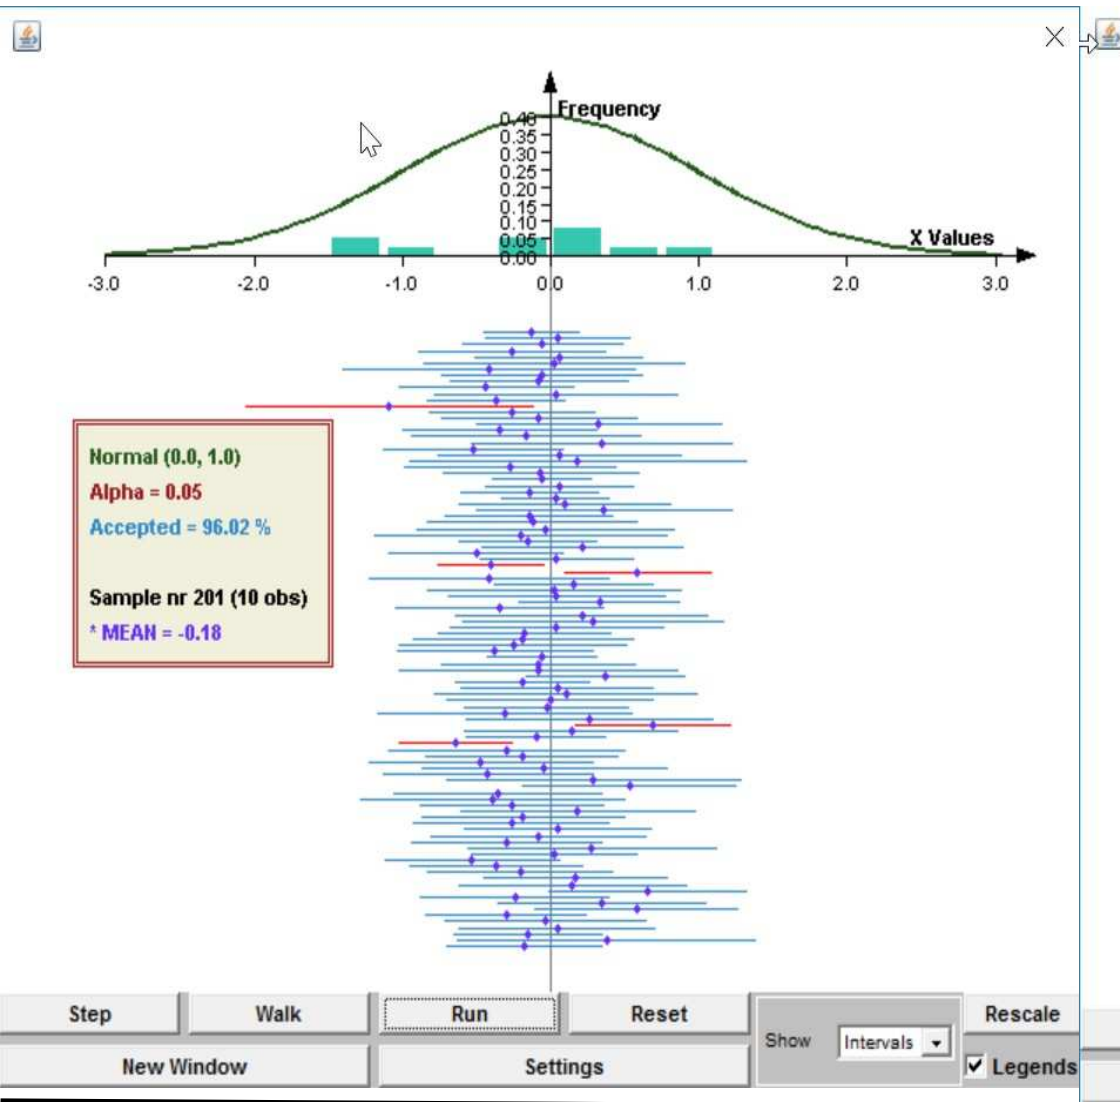 Frequency
0.40
0.35
0.30
0.25
0.20
0.15
0.10
0.05
0.00
X Values
-3.0 -2.0 -1.0 0.0 1.0 2.0 3.0
Normal (0.0, 1.0)
Alpha = 0.05
Accepted = 96.02 %
Sample nr 201 (10 obs)
* MEAN = -0.18
Step Walk Run Reset Rescale
Show Intervals
New Window Settings Legends